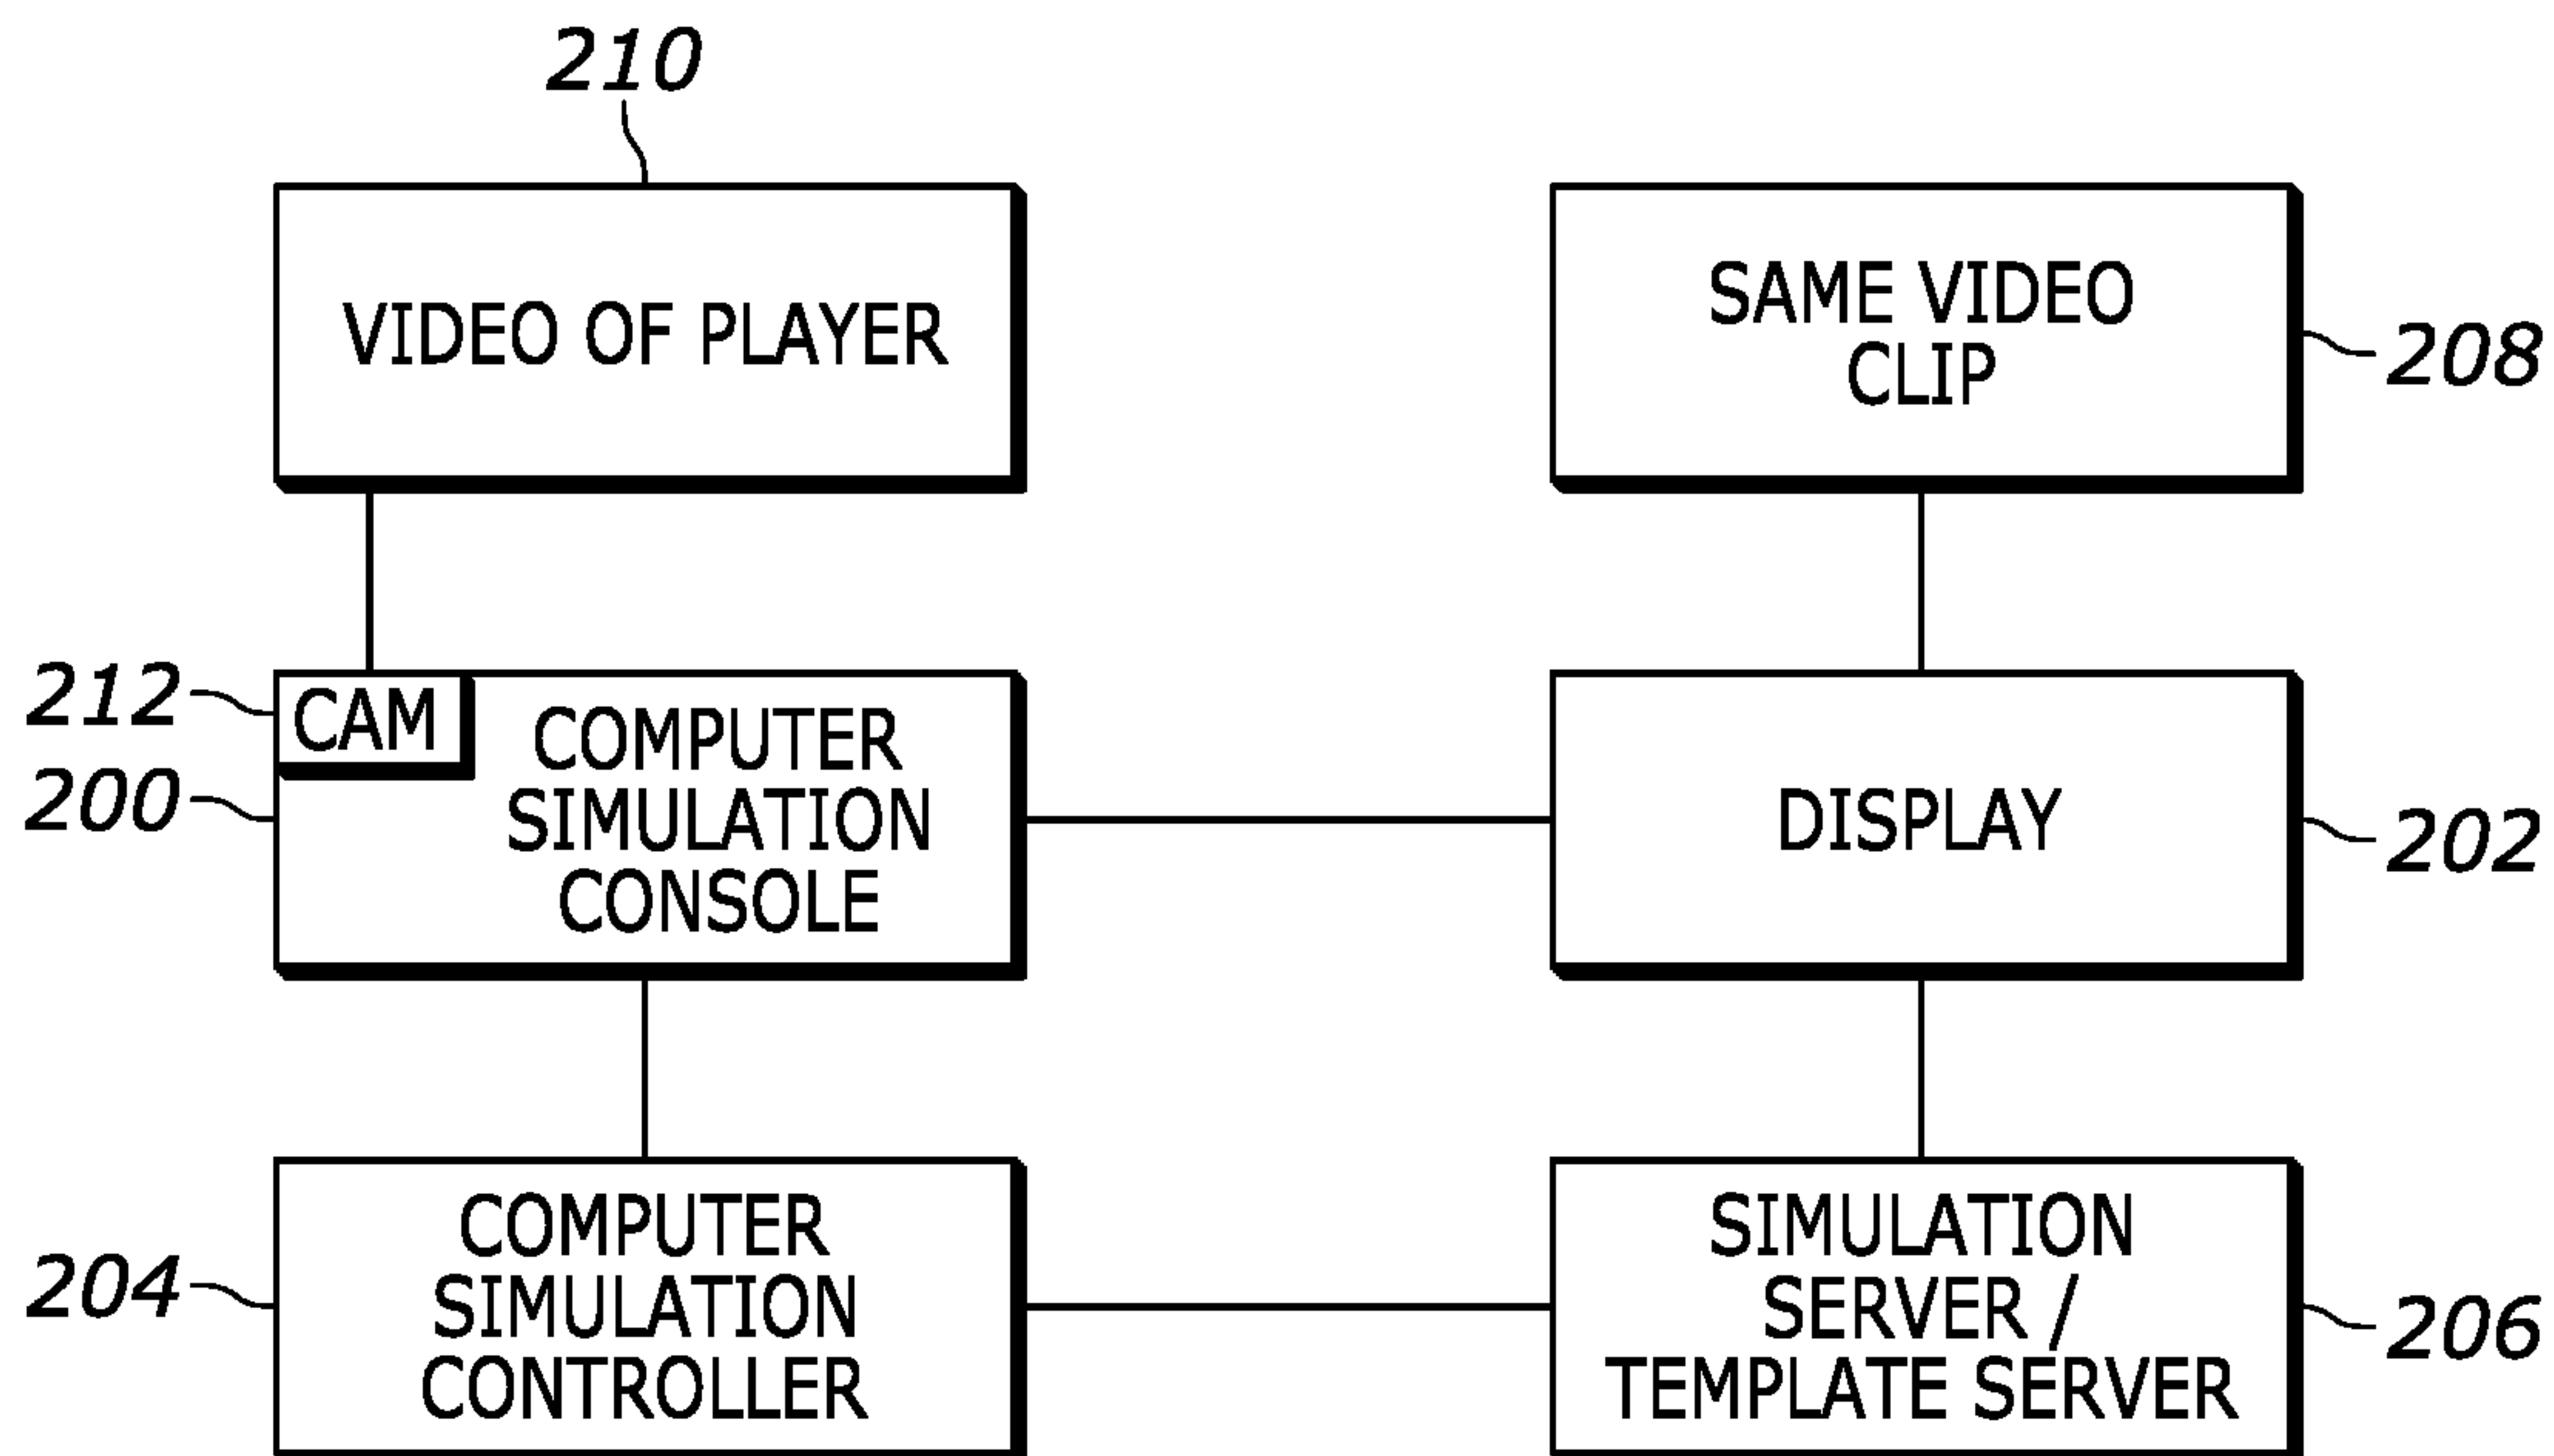 210
VIDEO OF PLAYER
SAME VIDEO
CLIP
208
212
CAM
200
COMPUTER
SIMULATION
CONSOLE
DISPLAY
202
204
COMPUTER
SIMULATION
CONTROLLER
SIMULATION
SERVER /
TEMPLATE SERVER
206